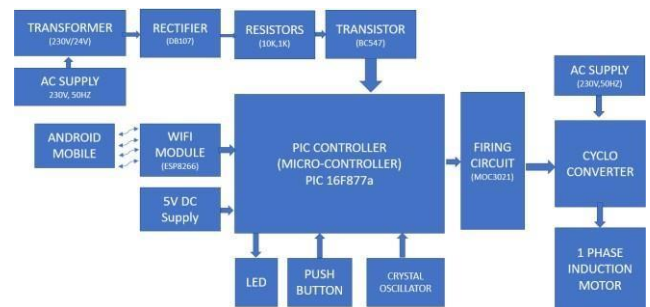 TRANSFORMER
(230V/24V)
RECTIFIER
(DB107)
RESISTORS
(10K,1K)
TRANSISTOR
(BC547)
AC SUPPLY
230V, 50HZ
AC SUPPLY
(230V,50HZ)
ANDROID
MOBILE
WIFI
MODULE
(ESP8266)
PIC CONTROLLER
(MICRO-CONTROLLER)
PIC 16F877a
FIRING
CIRCUIT
(MOC3021)
CYCLO
CONVERTER
5V DC
Supply
LED
PUSH
BUTTON
CRYSTAL
OSCILLATOR
1 PHASE
INDUCTION
MOTOR